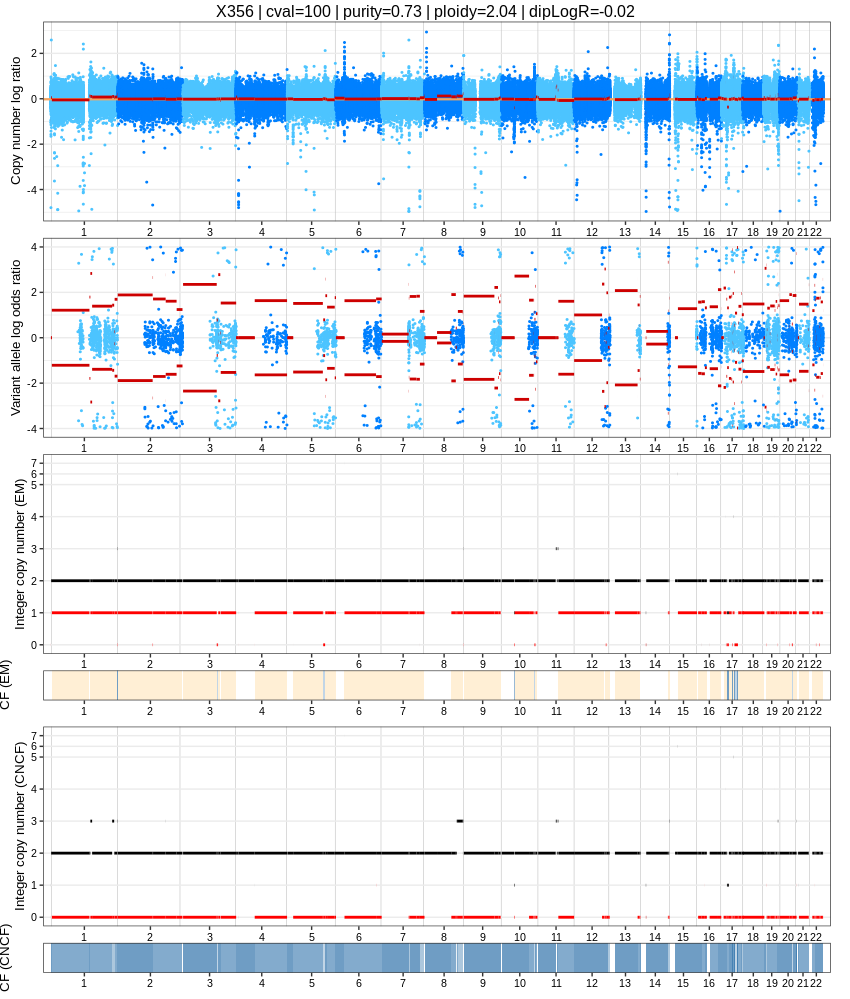 X356 | cval=100 | purity=0.73 | ploidy=2.04 | dipLogR=-0.02
Copy number log ratio
2
0
-2
-4
1 2 3 4 5 6 7 8 9 10 11 12 13 14 15 16 17 18 19 20 21 22
Variant allele log odds ratio
4
2
0
-2
-4
1 2 3 4 5 6 7 8 9 10 11 12 13 14 15 16 17 18 19 20 21 22
Integer copy number (EM)
7
6
5
4
3
2
1
0
1 2 3 4 5 6 7 8 9 10 11 12 13 14 15 16 17 18 19 20 21 22
CF (EM)
1 2 3 4 5 6 7 8 9 10 11 12 13 14 15 16 17 18 19 20 21 22
Integer copy number (CNCF)
7
6
5
4
3
2
1
0
1 2 3 4 5 6 7 8 9 10 11 12 13 14 15 16 17 18 19 20 21 22
CF (CNCF)
1 2 3 4 5 6 7 8 9 10 11 12 13 14 15 16 17 18 19 20 21 22